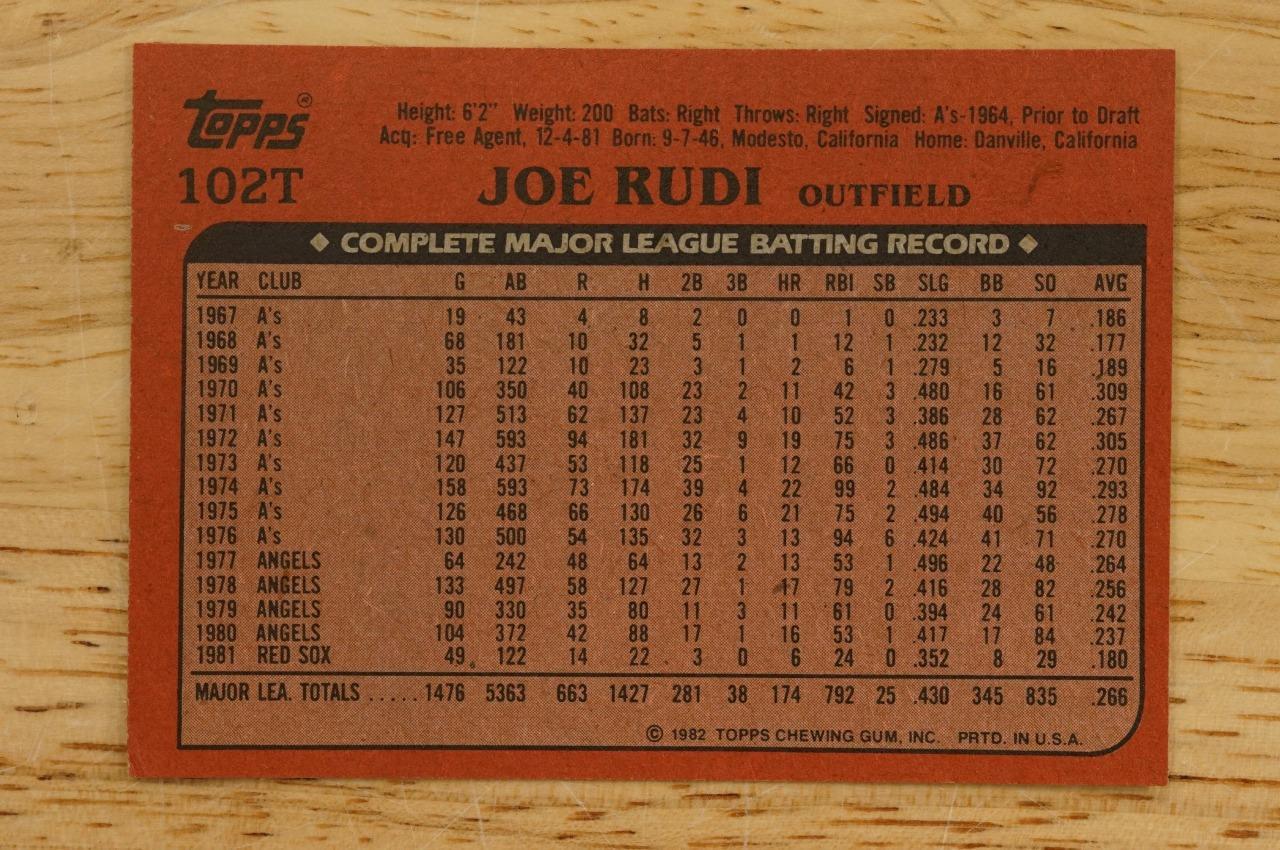 Topps®
Height: 6'2" Weight: 200 Bats: Right Throws: Right Signed: A's-1964, Prior to Draft
Acq: Free Agent, 12-4-81 Born: 9-7-46, Modesto, California Home: Danville, California
102T JOE RUDI OUTFIELD
◆ COMPLETE MAJOR LEAGUE BATTING RECORD ◆
YEAR CLUB G AB R H 2B 3B HR RBI SB SLG BB SO AVG
1967 A's 19 43 4 8 2 0 0 1 0 .233 3 7 .186
1968 A's 68 181 10 32 5 1 1 12 1 .232 12 32 .177
1969 A's 35 122 10 23 3 1 2 6 1 .279 5 16 .189
1970 A's 106 350 40 108 23 2 11 42 3 .480 16 61 .309
1971 A's 127 513 62 137 23 4 10 52 3 .386 28 62 .267
1972 A's 147 593 94 181 32 9 19 75 3 .486 37 62 .305
1973 A's 120 437 53 118 25 1 12 66 0 .414 30 72 .270
1974 A's 158 593 73 174 39 4 22 99 2 .484 34 92 .293
1975 A's 126 468 66 130 26 6 21 75 2 .494 40 56 .278
1976 A's 130 500 54 135 32 3 13 94 6 .424 41 71 .270
1977 ANGELS 64 242 48 64 13 2 13 53 1 .496 22 48 .264
1978 ANGELS 133 497 58 127 27 1 17 79 2 .416 28 82 .256
1979 ANGELS 90 330 35 80 11 3 11 61 0 .394 24 61 .242
1980 ANGELS 104 372 42 88 17 1 16 53 1 .417 17 84 .237
1981 RED SOX 49 122 14 22 3 0 6 24 0 .352 8 29 .180
MAJOR LEA. TOTALS .....1476 5363 663 1427 281 38 174 792 25 .430 345 835 .266
© 1982 TOPPS CHEWING GUM, INC. PRTD. IN U.S.A.